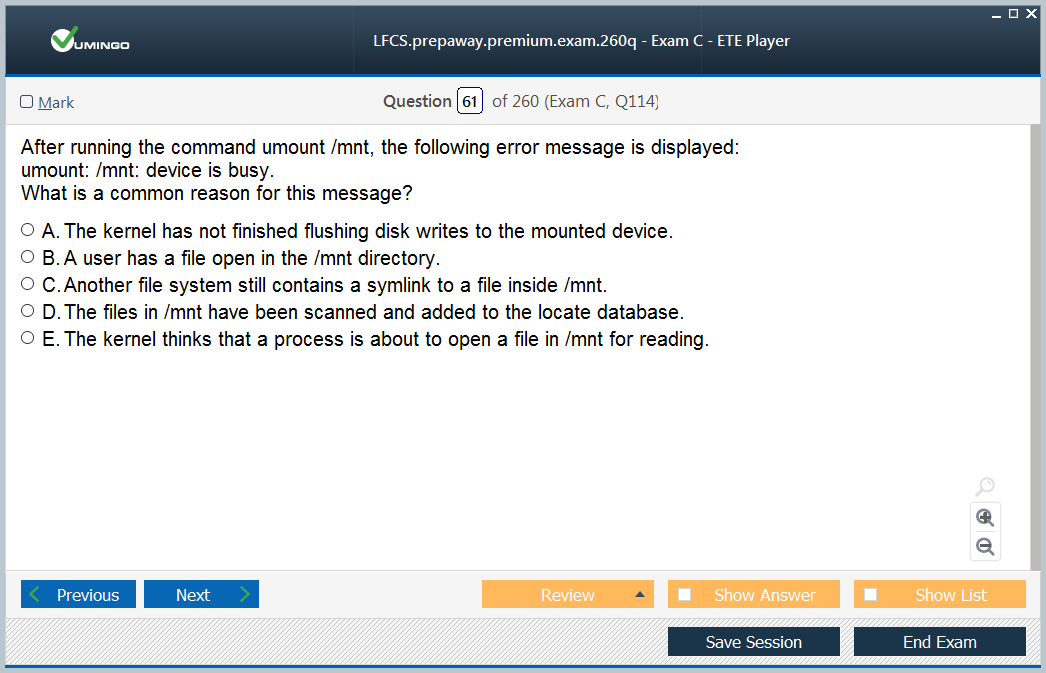 VUMINGO
LFCS.prepaway.premium.exam.260q - Exam C - ETE Player
Mark
Question 61 of 260 (Exam C, Q114)
After running the command umount /mnt, the following error message is displayed:
umount: /mnt: device is busy.
What is a common reason for this message?
A. The kernel has not finished flushing disk writes to the mounted device.
B. A user has a file open in the /mnt directory.
C. Another file system still contains a symlink to a file inside /mnt.
D. The files in /mnt have been scanned and added to the locate database.
E. The kernel thinks that a process is about to open a file in /mnt for reading.
Previous Next Review Show Answer Show List
Save Session End Exam